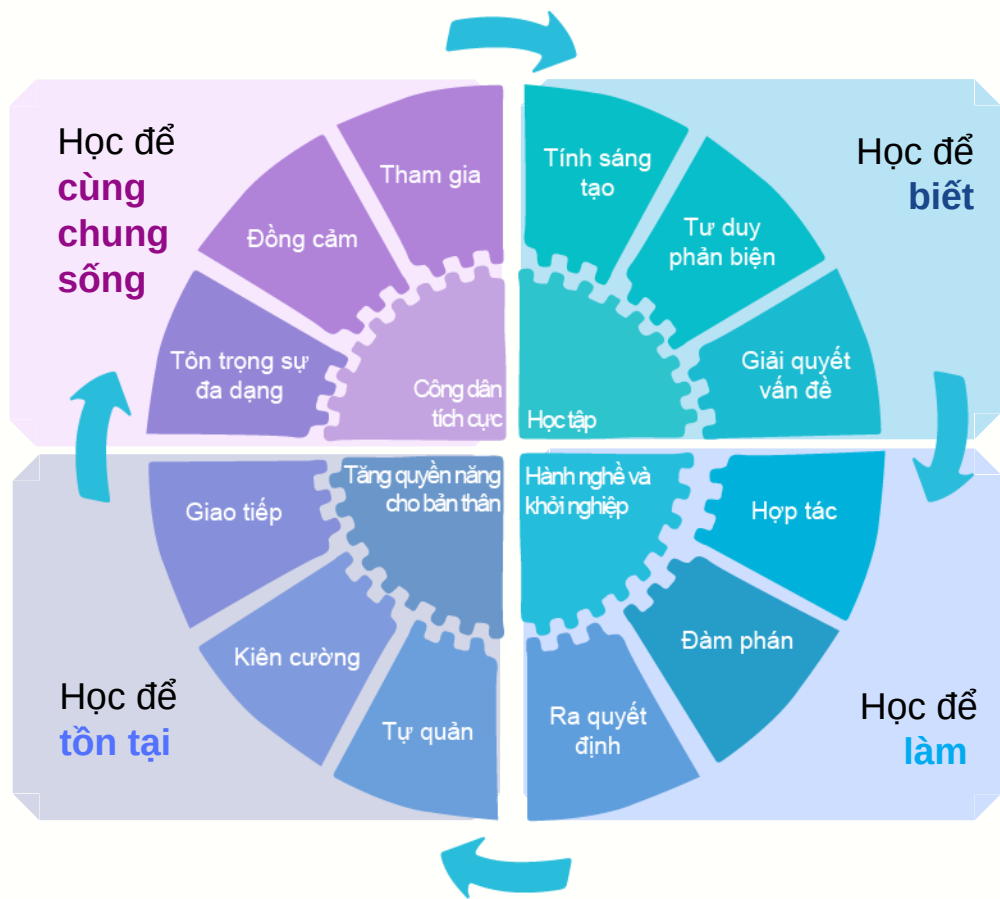 Học để
cùng
chung
sống
Tham gia
Đồng cảm
Tôn trọng sự
đa dạng
Công dân
tích cực
Học để
biết
Tính sáng
tạo
Tư duy
phản biện
Giải quyết
vấn đề
Học tập
Tăng quyền năng
cho bản thân
Giao tiếp
Kiên cường
Tự quản
Học để
tồn tại
Hành nghề và
khởi nghiệp
Hợp tác
Đàm phán
Ra quyết
định
Học để
làm